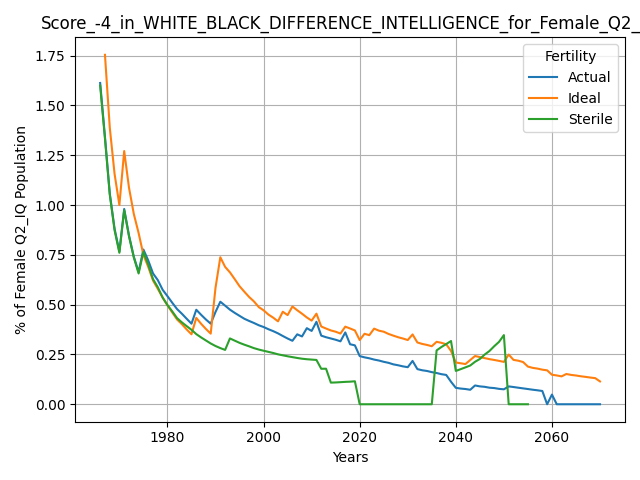 Score_-4_in_WHITE_BLACK_DIFFERENCE_INTELLIGENCE_for_Female_Q2_
Fertility
Actual
Ideal
Sterile
% of Female Q2_IQ Population
1.75
1.50
1.25
1.00
0.75
0.50
0.25
0.00
1980 2000 2020 2040 2060
Years